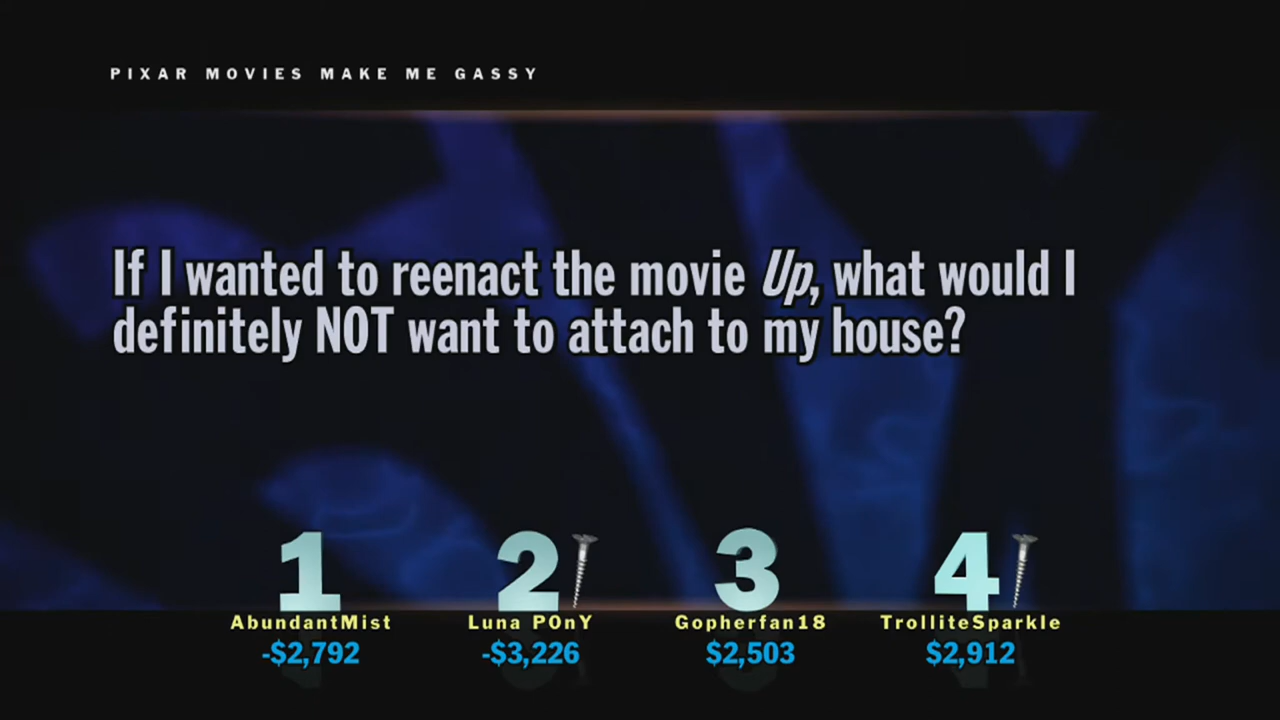 PIXAR MOVIES MAKE ME GASSY
If I wanted to reenact the movie Up, what would I
definitely NOT want to attach to my house?
1 2 3 4
AbundantMist Luna P0nY Gopherfan18 TrolliteSparkle
-$2,792 -$3,226 $2,503 $2,912